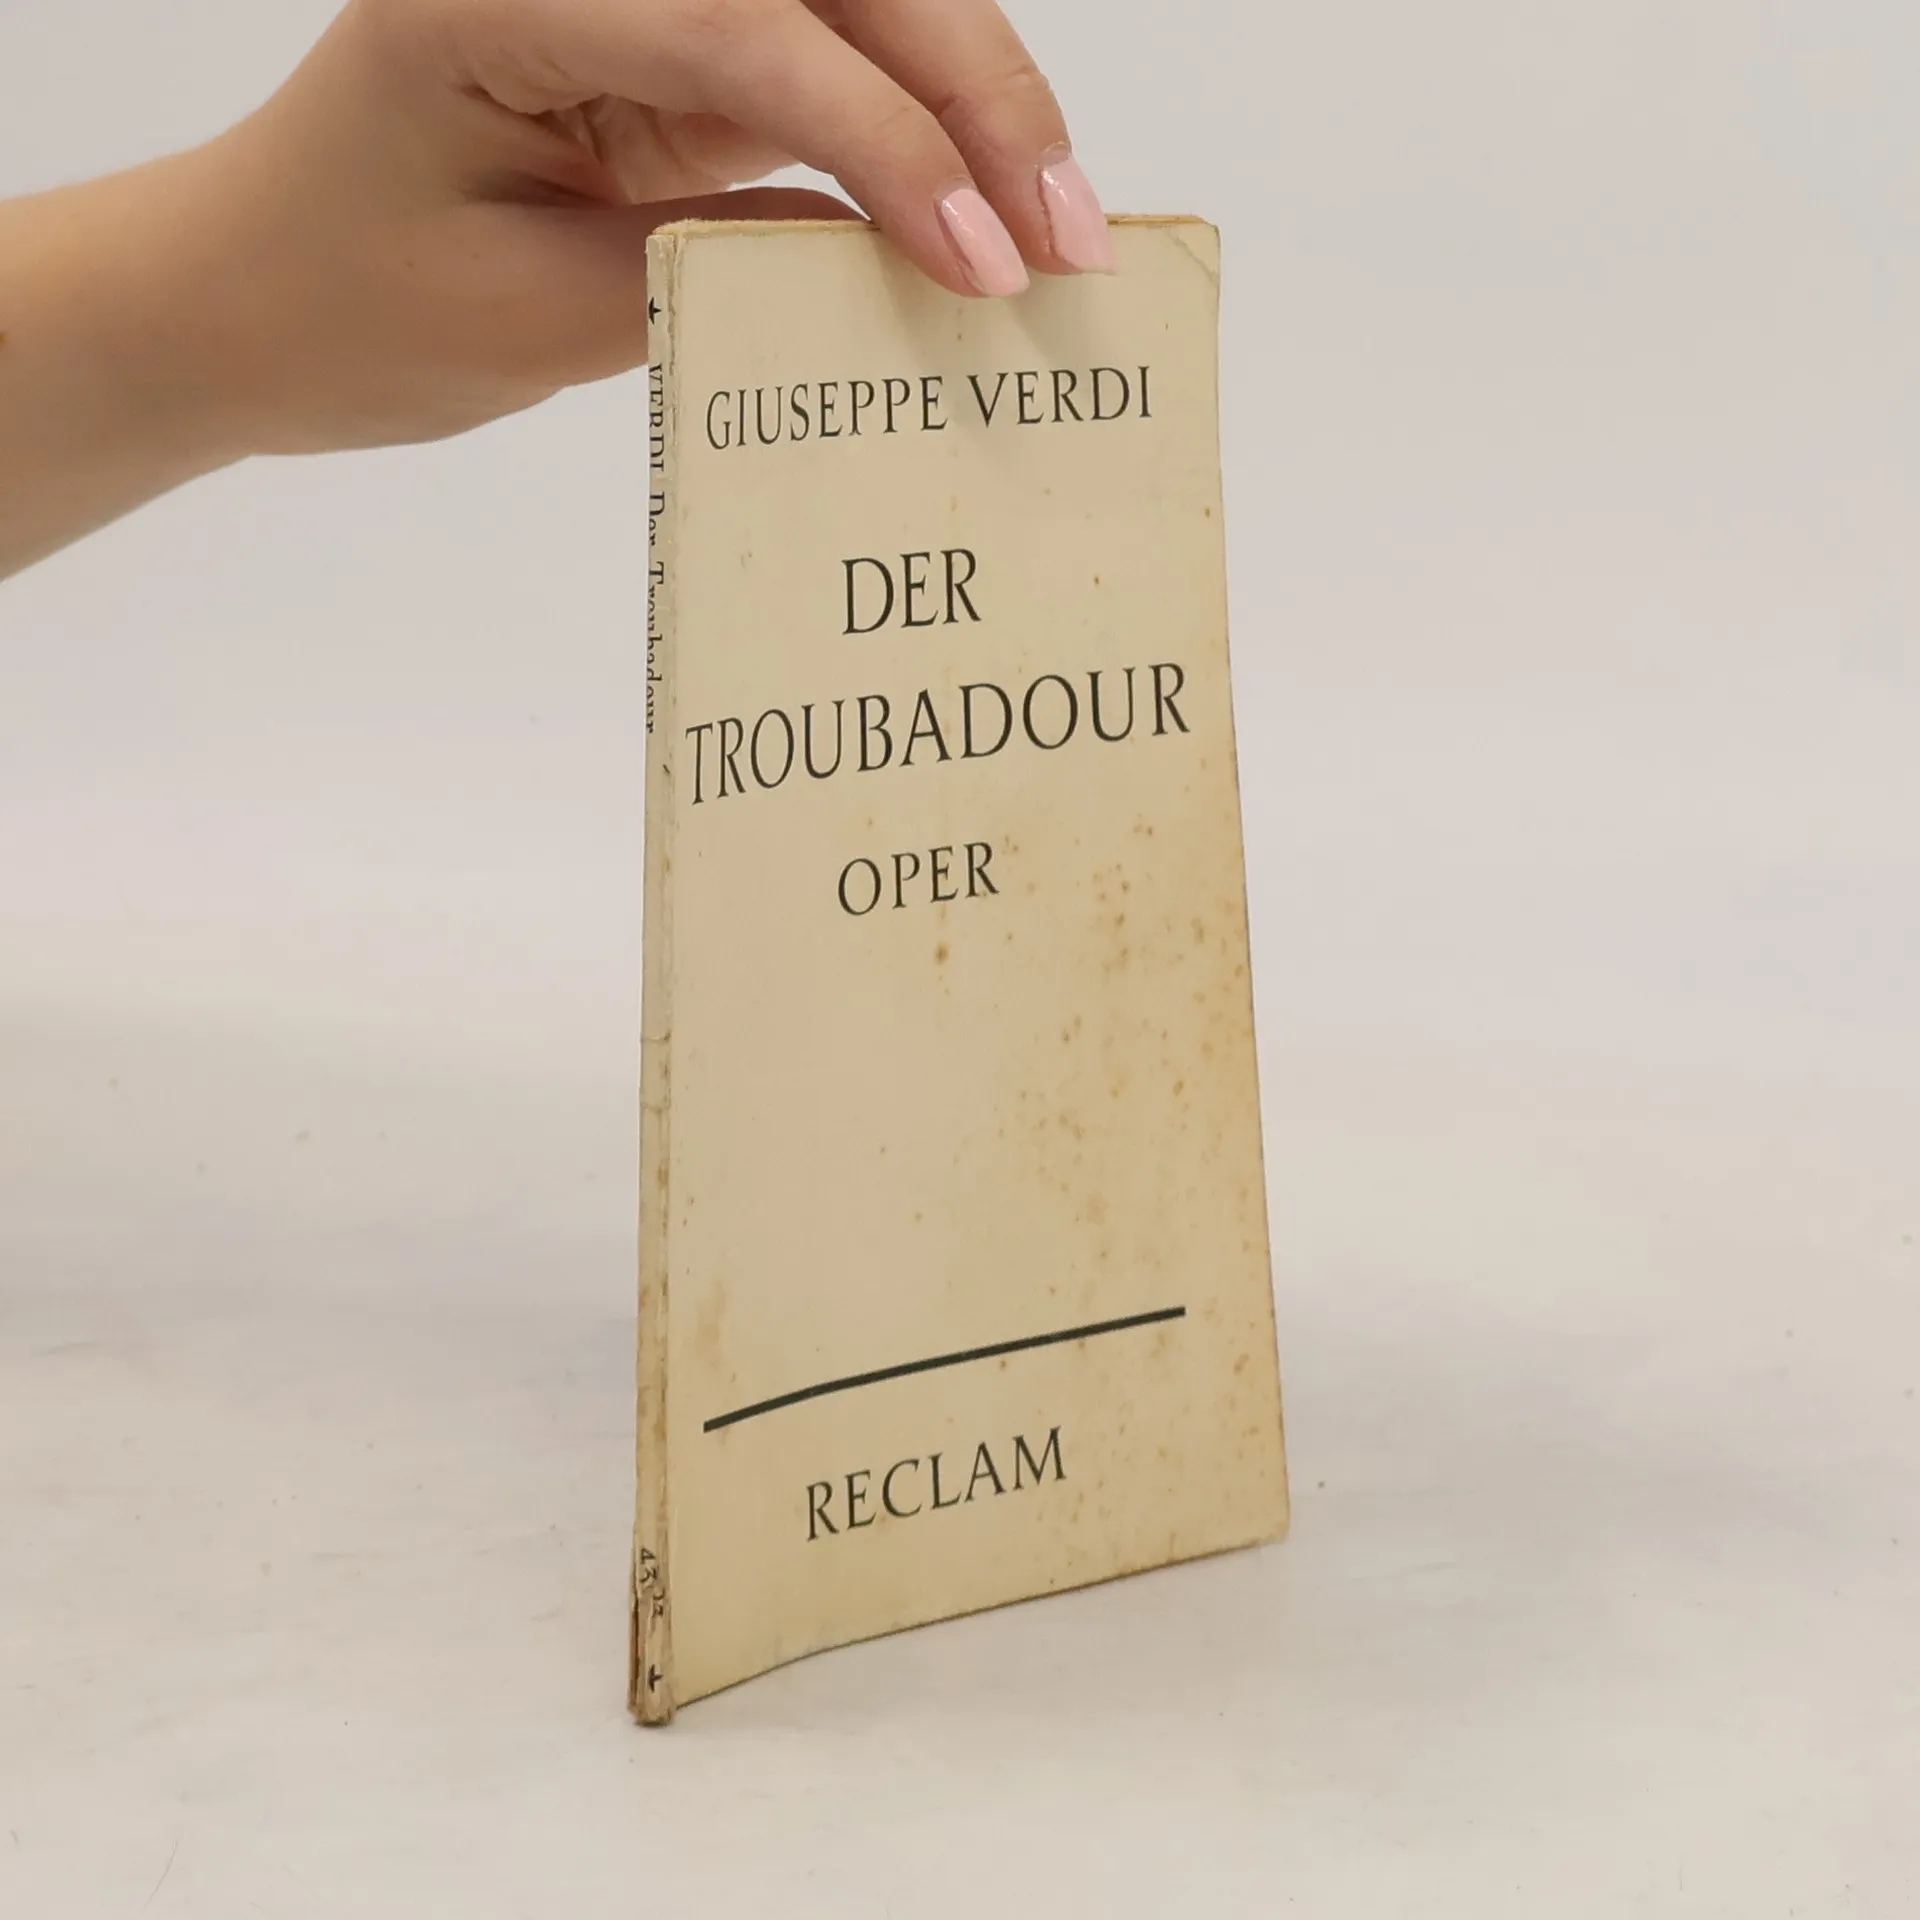 GIUSEPPE VERDI
DER
TROUBADOUR
OPER
RECLAM
VERDI Der Troubadour